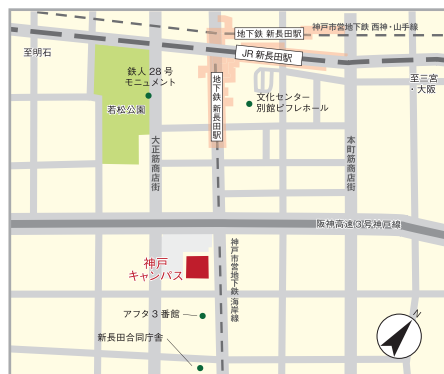 神戸市営地下鉄 西神・山手線
地下鉄 新長田駅
JR 新長田駅
至明石
至三宮
・大阪
鉄人28号
モニュメント
若松公園
地下鉄 新長田駅
文化センター
別館ピフレホール
大正筋商店街
本町筋商店街
阪神高速3号神戸線
神戸
キャンパス
神戸市営地下鉄 海岸線
アフタ3番館
新長田合同庁舎
N